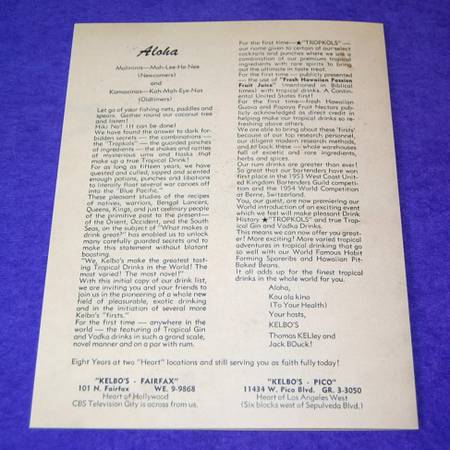 Aloha
Malihinis—Mah-Lee-He-Nee
(Newcomers)
and
Kamaainas—Kah-Mah-Eye-Nas
(Oldtimers)
Let go of your fishing nets, paddles and
spears. Gather round our coconut tree
and listen!
Hiki No! (It can be done!)
We have found the answer to dark for-
bidden secrets — the combinations —
the "Tropkols" — the guarded pinches
of ingredients — the shakes and rattles
of mysterious urns and flasks that
make up a true Tropical Drink!
For as long as fifteen years, we have
quested and culled, sipped and scented
enough potions, punches and libations
to literally float several war canoes off
into the "Blue Pacific."
These pleasant studies of the recipes
of natives, warriors, Bengal Lancers,
Queens, Kings, and just ordinary people
of the primitive past to the present—
of the Orient, Occident, and the South
Seas, on the subject of "What makes a
drink great?" has enabled us to unlock
many carefully guarded secrets and to
make this statement without blatant
boasting.
"We, Kelbo's make the greatest tast-
ing Tropical Drinks in the World! The
most varied! The most novel!"
With this initial copy of our drink list,
we are inviting you and your friends to
join us in the pioneering of a whole new
field of pleasurable, exotic drinking
and in the initiation of several more
Kelbo's "firsts."
For the first time — anywhere in the
world — the featuring of Tropical Gin
and Vodka drinks in such a grand scale,
novel manner and on a par with rum.
For the first time—★"TROPKOLS" —
our name given to certain of our select
cocktails and punches where we use a
combination of our premium tropical
ingredients with rare spirits to bring
out the ultimate in taste treat.
For the first time — publicly presented
— the use of "Fresh Hawaiian Passion
Fruit Juice" (mentioned in Biblical
times) with tropical drinks. A Conti-
nental United States first!
For the first time—fresh Hawaiian
Guava and Papaya Fruit Nectars pub-
licly acknowledged as direct credit in
helping make our tropical drinks so re-
freshing above others.
We are able to bring about these 'firsts'
because of our top research personnel,
our diligent modern research methods,
and at back these — whole warehouses
full of exotic and rare ingredients,
herbs and spices.
Our rum drinks are greater than ever!
So great that our bartenders have won
first place in the 1953 West Coast Unit-
ed Kingdom Bartenders Guild competi-
tion and the 1954 World Competition
at Berne, Switzerland.
You, our guest, are now premiering our
World introduction of an exciting event
which we feel will make pleasant Drink
History ★"TROPKOLS" and true Trop-
ical Gin and Vodka Drinks.
This means we can now offer you great-
er! More exciting! More varied tropical
adventures in tropical drinking that go
so well with our World Famous Habit
Forming Spareribs and Hawaiian Pit-
Baked Beans.
It all adds up for the finest tropical
drinks in the whole world for you.
Aloha,
Kou ola kino
(To Your Health)
Your hosts,
KELBO'S
Thomas KELley and
Jack BOuck!
Eight Years at two "Heart" locations and still serving you as faith fully today!
"KELBO'S - FAIRFAX"
101 N. Fairfax WE. 9-9868
Heart of Hollywood
CBS Television City is across from us.
"KELBO'S - PICO"
11434 W. Pico Blvd. GR. 3-3050
Heart of Los Angeles West
(Six blocks west of Sepulveda Blvd.)